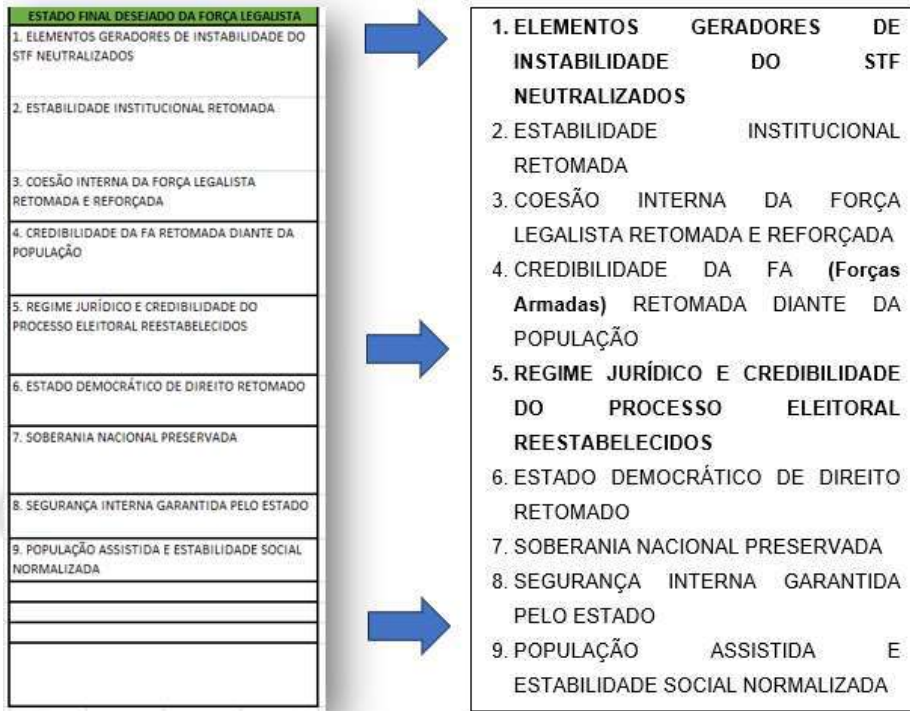 ESTADO FINAL DESEJADO DA FORÇA LEGALISTA
1. ELEMENTOS GERADORES DE INSTABILIDADE DO
STF NEUTRALIZADOS
2. ESTABILIDADE INSTITUCIONAL RETOMADA
3. COESÃO INTERNA DA FORÇA LEGALISTA
RETOMADA E REFORÇADA
4. CREDIBILIDADE DA FA RETOMADA DIANTE DA
POPULAÇÃO
5. REGIME JURÍDICO E CREDIBILIDADE DO
PROCESSO ELEITORAL REESTABELECIDOS
6. ESTADO DEMOCRÁTICO DE DIREITO RETOMADO
7. SOBERANIA NACIONAL PRESERVADA
8. SEGURANÇA INTERNA GARANTIDA PELO ESTADO
9. POPULAÇÃO ASSISTIDA E ESTABILIDADE SOCIAL
NORMALIZADA
1. ELEMENTOS GERADORES DE
INSTABILIDADE DO STF
NEUTRALIZADOS
2. ESTABILIDADE INSTITUCIONAL
RETOMADA
3. COESÃO INTERNA DA FORÇA
LEGALISTA RETOMADA E REFORÇADA
4. CREDIBILIDADE DA FA (Forças
Armadas) RETOMADA DIANTE DA
POPULAÇÃO
5. REGIME JURÍDICO E CREDIBILIDADE
DO PROCESSO ELEITORAL
REESTABELECIDOS
6. ESTADO DEMOCRÁTICO DE DIREITO
RETOMADO
7. SOBERANIA NACIONAL PRESERVADA
8. SEGURANÇA INTERNA GARANTIDA
PELO ESTADO
9. POPULAÇÃO ASSISTIDA E
ESTABILIDADE SOCIAL NORMALIZADA